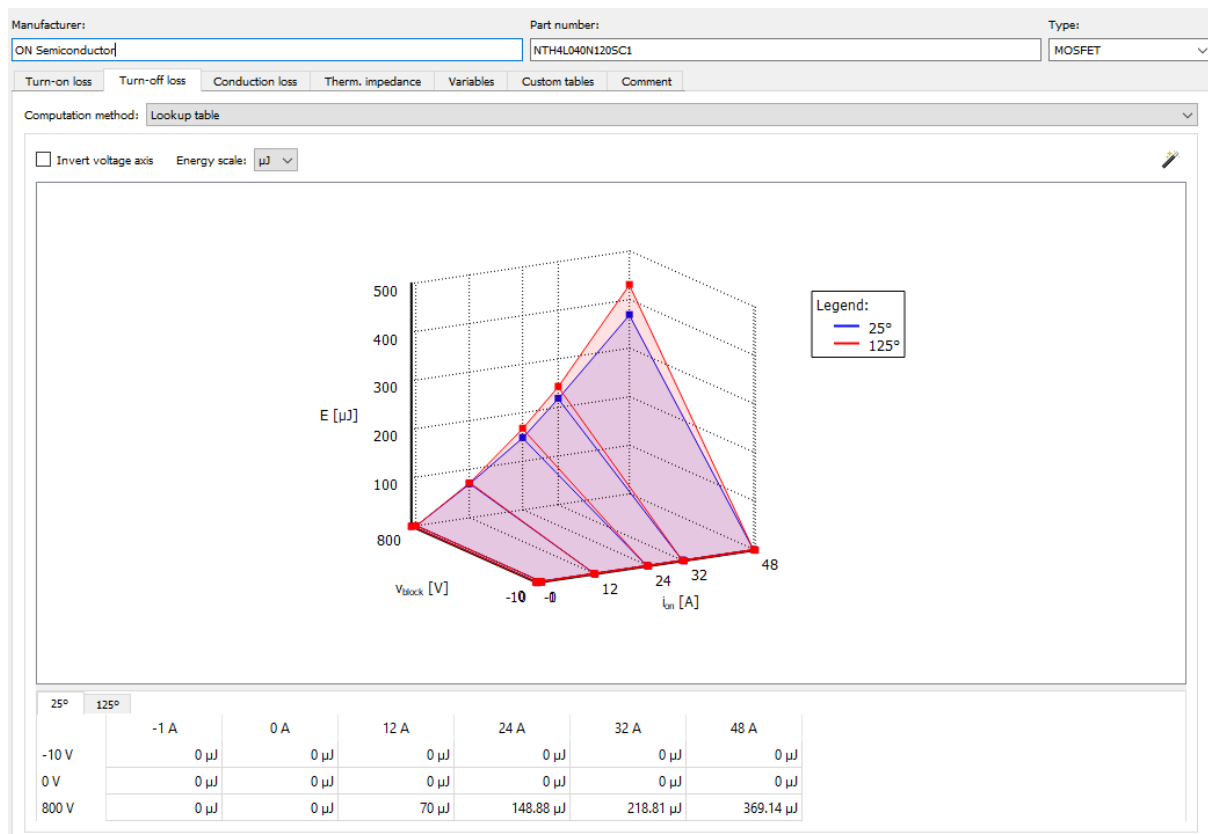 Manufacturer: Part number: Type:
ON Semiconductor NTH4L040N120SC1 MOSFET
Turn-on loss Turn-off loss Conduction loss Therm. impedance Variables Custom tables Comment
Computation method: Lookup table
Invert voltage axis Energy scale: µJ
500
400
300
200
100
800
E [µJ]
Vblock [V]
-10 0 -1 0 12 24 32 48
ion [A]
Legend:
25°
125°
25° 125°
-1 A 0 A 12 A 24 A 32 A 48 A
-10 V 0 µJ 0 µJ 0 µJ 0 µJ 0 µJ 0 µJ
0 V 0 µJ 0 µJ 0 µJ 0 µJ 0 µJ 0 µJ
800 V 0 µJ 0 µJ 70 µJ 148.88 µJ 218.81 µJ 369.14 µJ